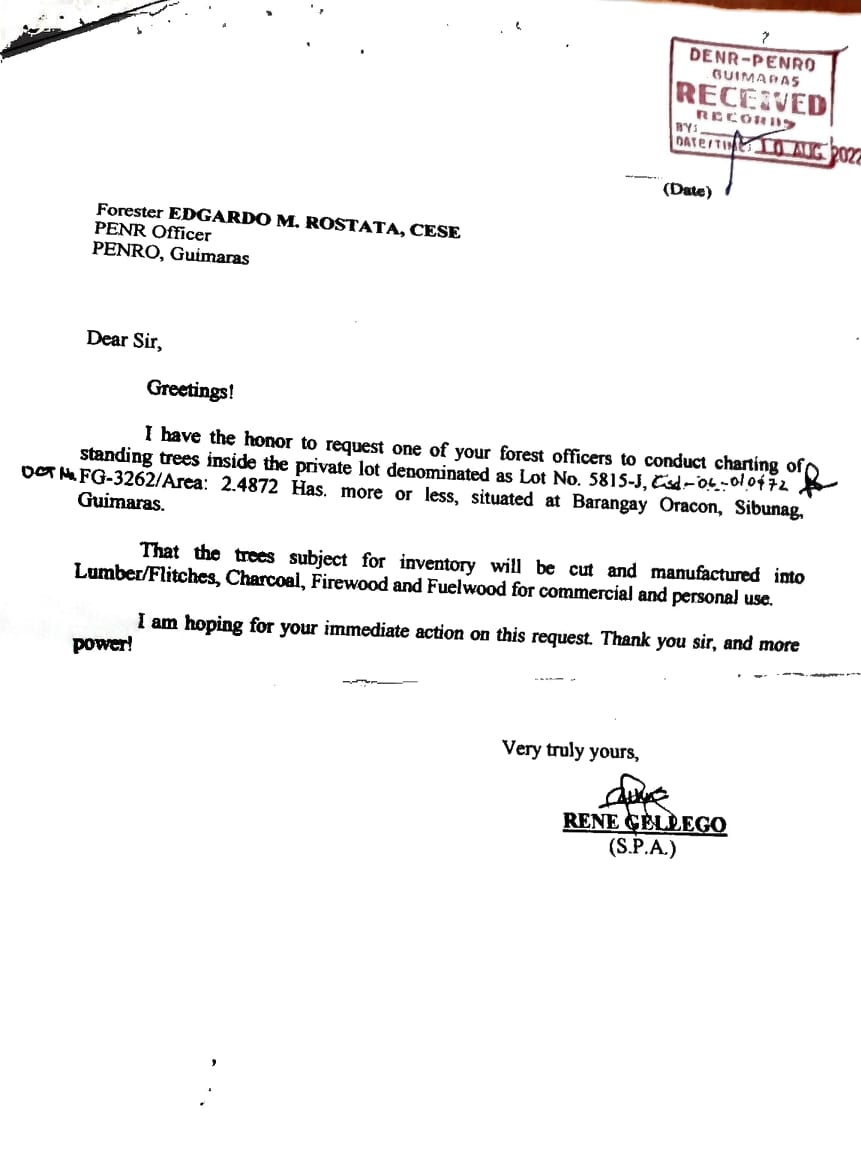 DENR-PENRO
GUIMARAS
RECEIVED
RECORDS
BY:
DATE/TIME: 10 AUG 2022
(Date)
Forester EDGARDO M. ROSTATA, CESE
PENR Officer
PENRO, Guimaras
Dear Sir,
Greetings!
I have the honor to request one of your forest officers to conduct charting of
standing trees inside the private lot denominated as Lot No. 5815-J, Csd-06-010472
OCT No. FG-3262/Area: 2.4872 Has. more or less, situated at Barangay Oracon, Sibunag,
Guimaras.
That the trees subject for inventory will be cut and manufactured into
Lumber/Flitches, Charcoal, Firewood and Fuelwood for commercial and personal use.
I am hoping for your immediate action on this request. Thank you sir, and more
power!
Very truly yours,
RENE GELLEGO
(S.P.A.)